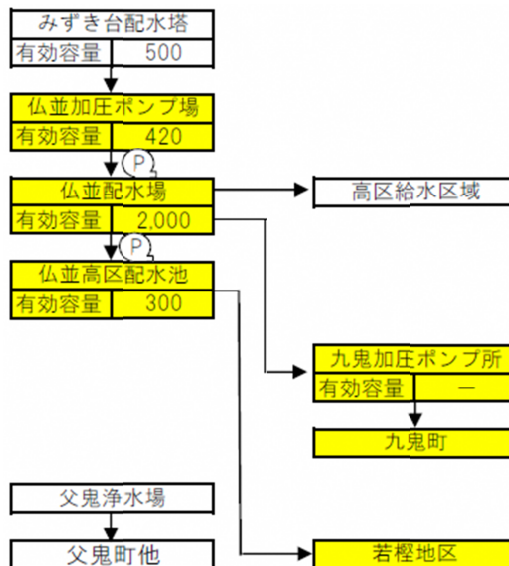 みずき台配水塔
有効容量 500
仏並加圧ポンプ場
有効容量 420
P
仏並配水場
有効容量 2,000
高区給水区域
P
仏並高区配水池
有効容量 300
九鬼加圧ポンプ所
有効容量 －
九鬼町
父鬼浄水場
父鬼町他
若樫地区